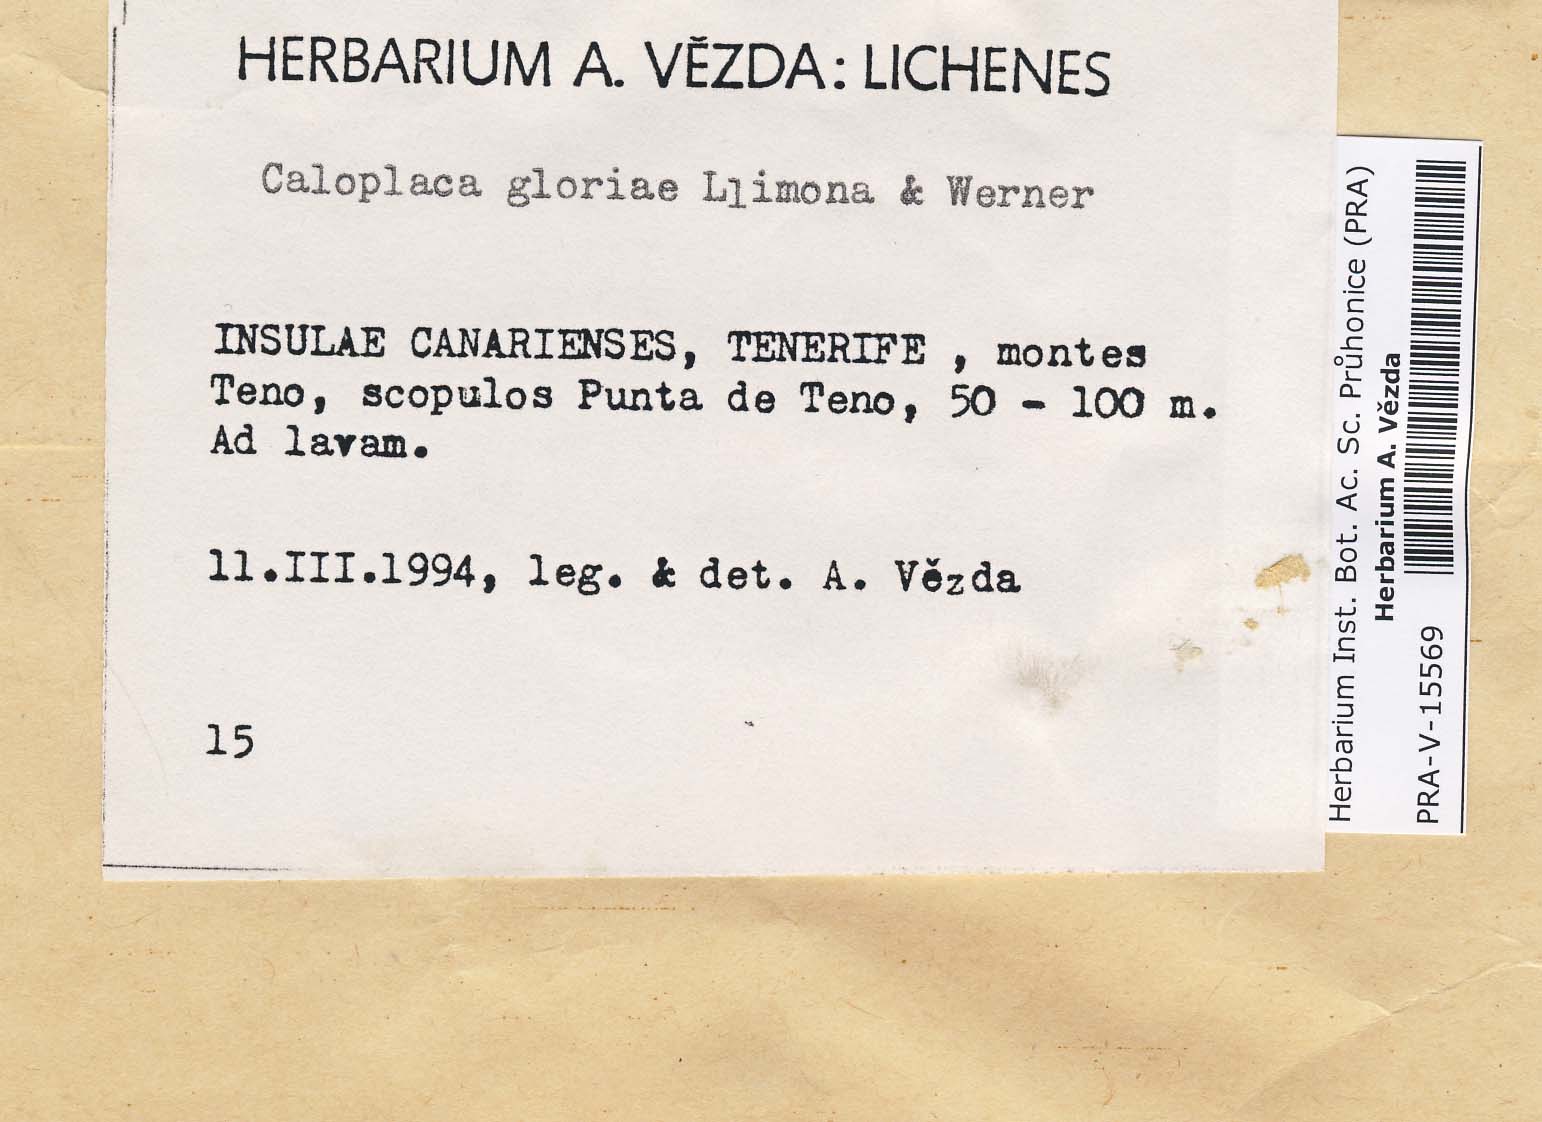 HERBARIUM A. VĚZDA: LICHENES
Caloplaca gloriae Llimona & Werner
INSULAE CANARIENSES, TENERIFE , montes
Teno, scopulos Punta de Teno, 50 - 100 m.
Ad lavam.
11.III.1994, leg. & det. A. Vězda
15
Herbarium Inst. Bot. Ac. Sc. Průhonice (PRA)
Herbarium A. Vězda
PRA-V-15569